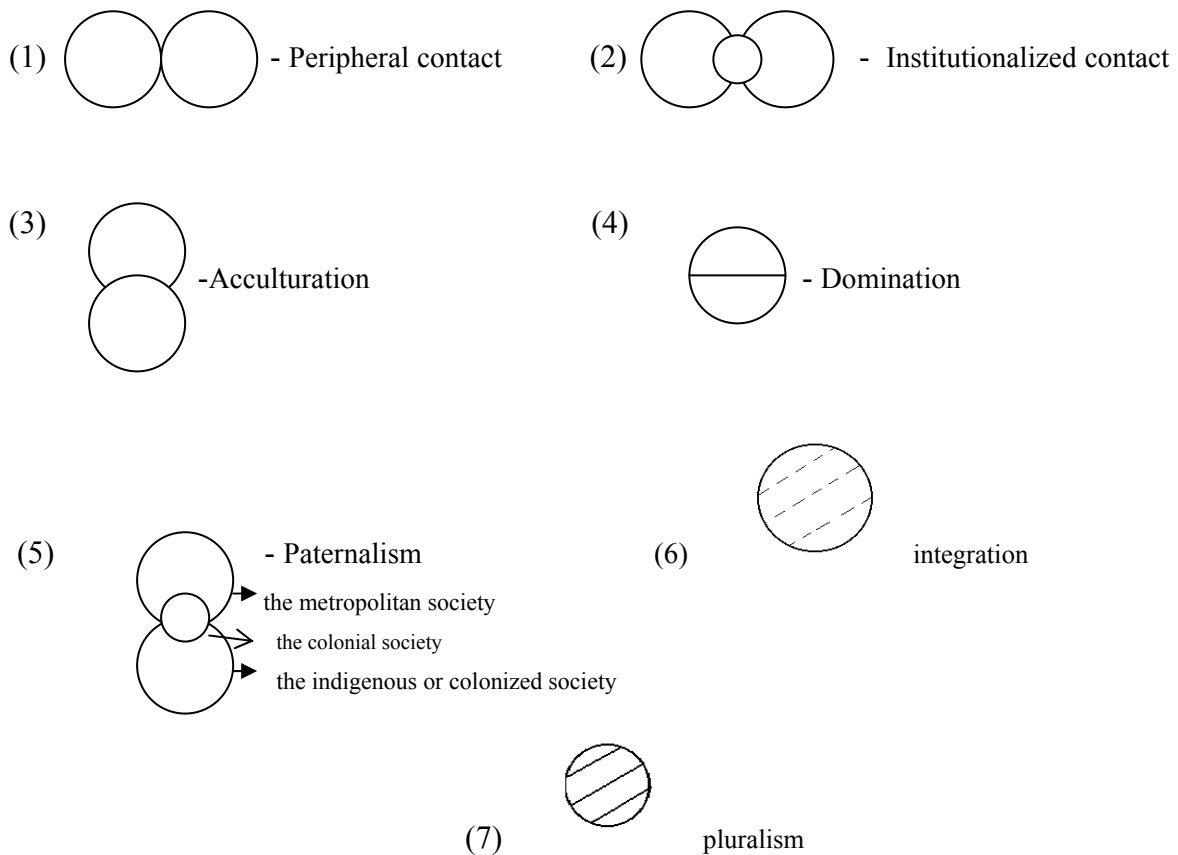 (1) - Peripheral contact
(2) - Institutionalized contact
(3) -Acculturation
(4) - Domination
(5) - Paternalism
the metropolitan society
the colonial society
the indigenous or colonized society
(6) integration
(7) pluralism